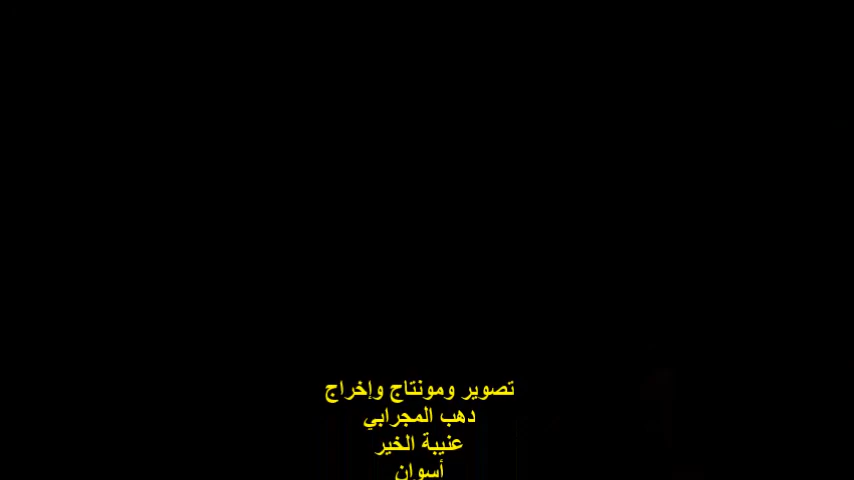 تصوير ومونتاج وإخراج
دهب المجرابي
عنيبة الخير
أسوان